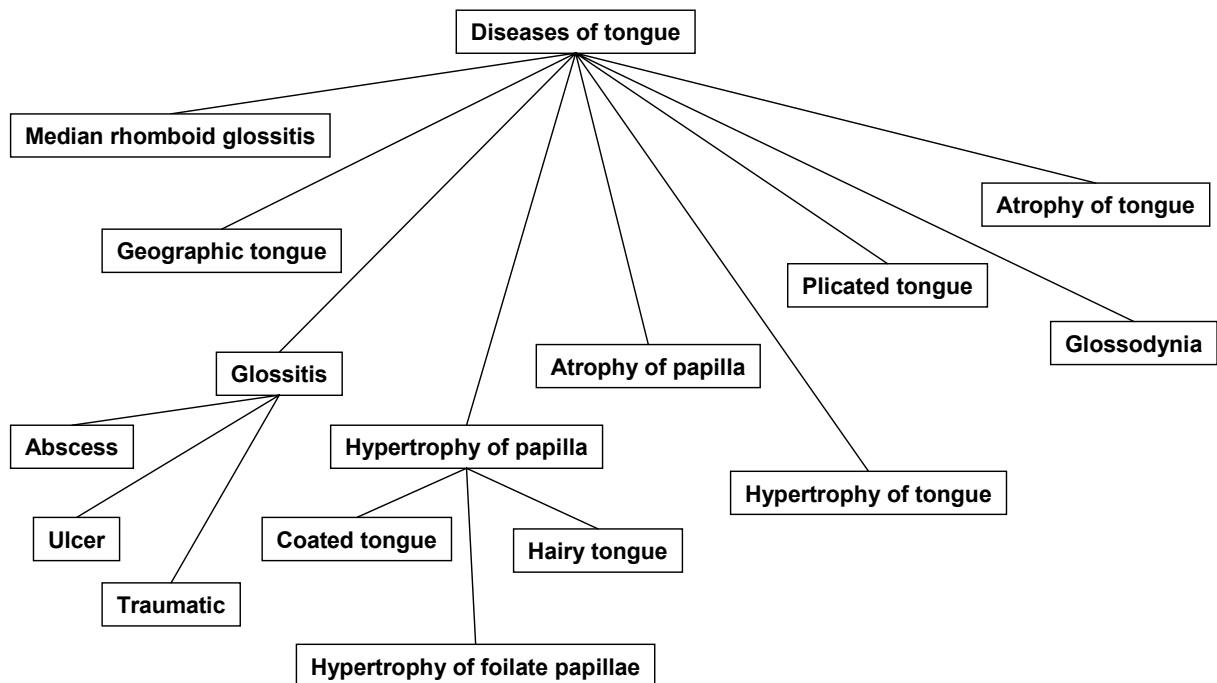 Diseases of tongue
Median rhomboid glossitis
Atrophy of tongue
Geographic tongue
Plicated tongue
Glossodynia
Glossitis
Atrophy of papilla
Abscess
Hypertrophy of papilla
Hypertrophy of tongue
Ulcer
Coated tongue
Hairy tongue
Traumatic
Hypertrophy of foilate papillae